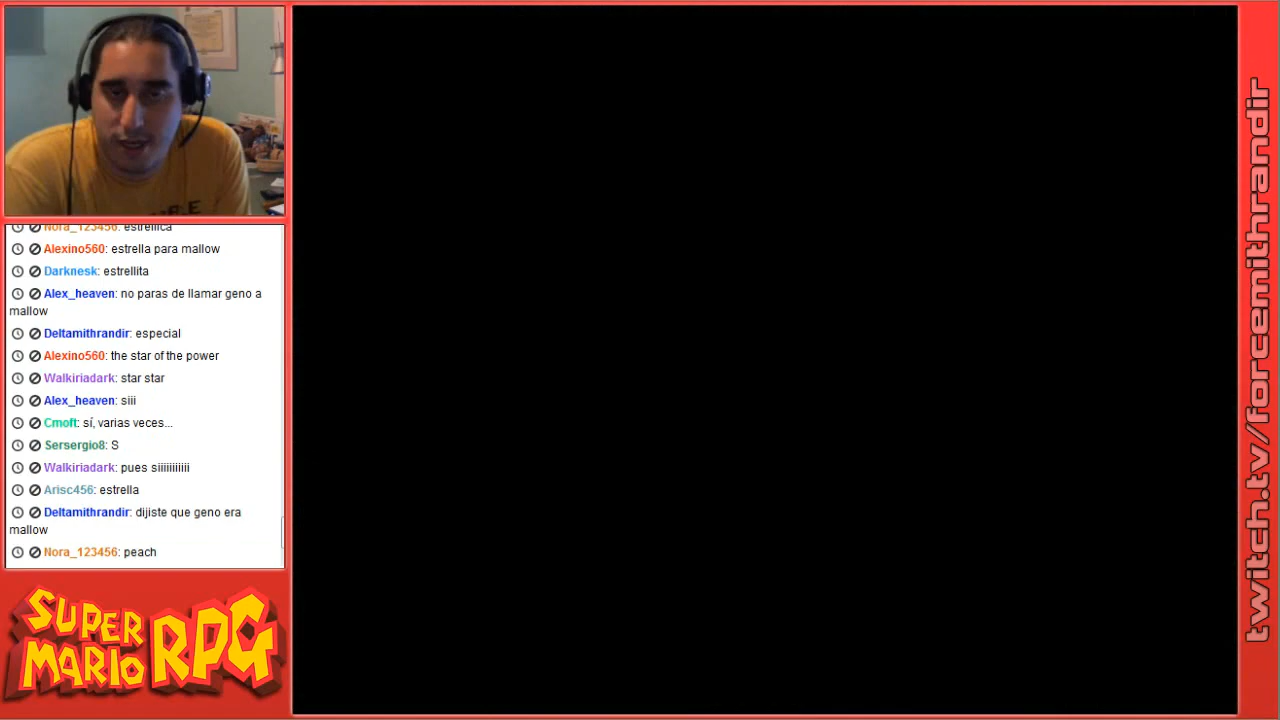 Nora_123456: estrellica
Alexino560: estrella para mallow
Darknesk: estrellita
Alex_heaven: no paras de llamar geno a
mallow
Deltamithrandir: especial
Alexino560: the star of the power
Walkiriadark: star star
Alex_heaven: siii
Cmoft: sí, varias veces...
Sersergio8: S
Walkiriadark: pues siiiiiiiiiii
Arisc456: estrella
Deltamithrandir: dijiste que geno era
mallow
Nora_123456: peach
SUPER
MARIO RPG
twitch.tv/forcemithrandir